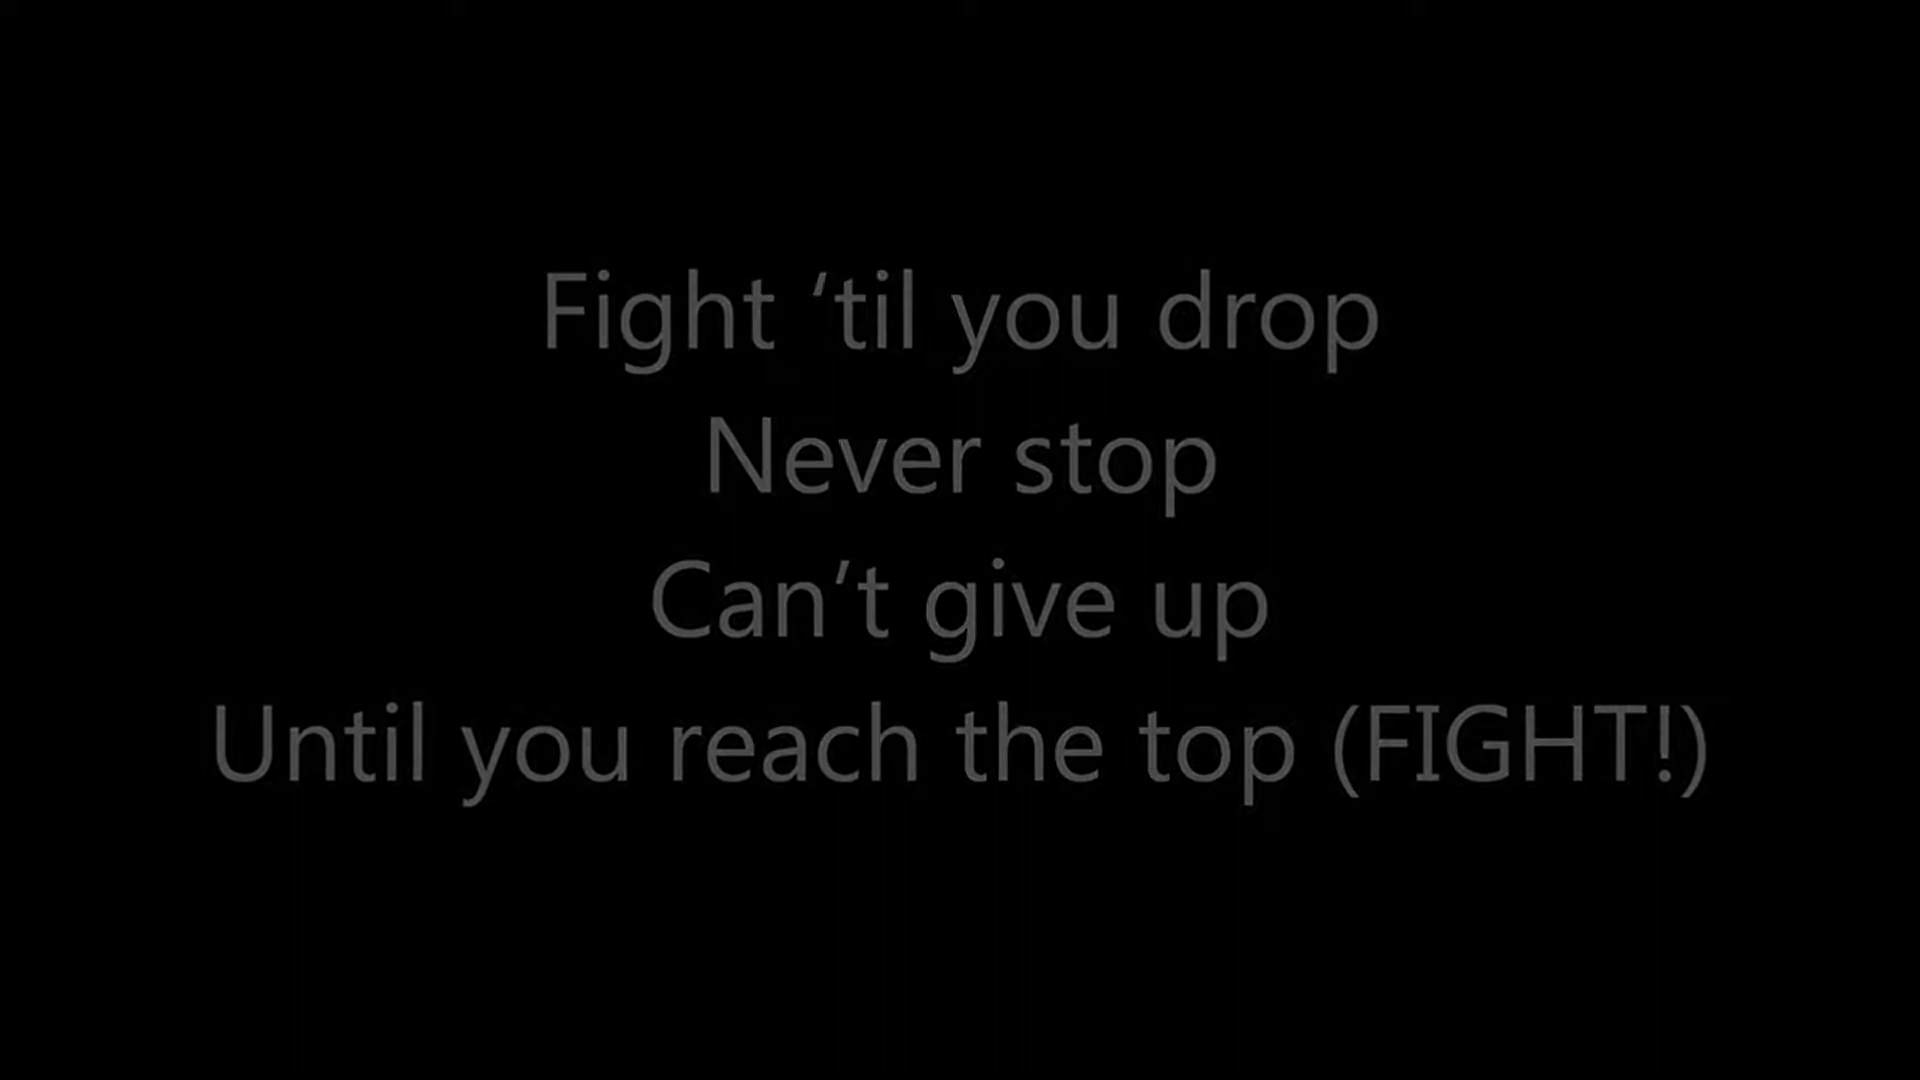 Fight ‘til you drop
Never stop
Can’t give up
Until you reach the top (FIGHT!)